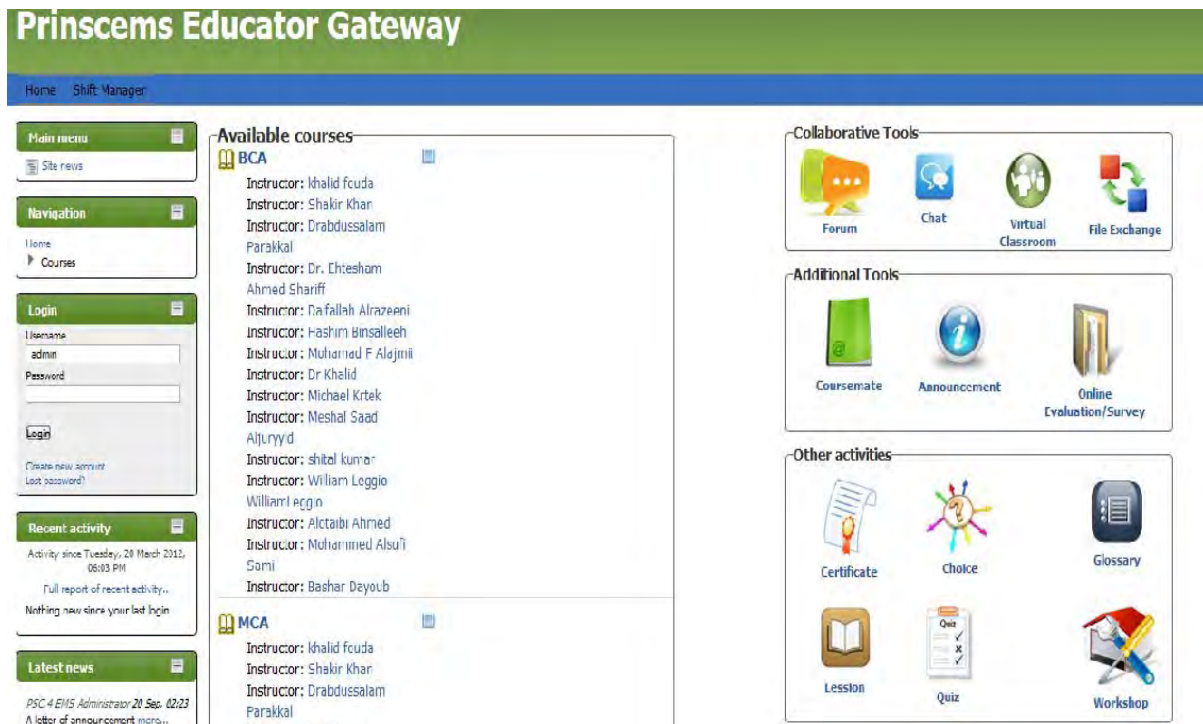 Prinscems Educator Gateway
Home Shift Manager
Main menu
Site news
Navigation
Home
Courses
Login
Username
admin
Password
Login
Create new account
Lost password?
Recent activity
Activity since Tuesday, 20 March 2012,
06:03 PM
Full report of recent activity...
Nothing new since your last login
Latest news
PSC 4 EMS Administrator 20 Sep, 02:23
A letter of announcement more...
Available courses
BCA
Instructor: khalid fouda
Instructor: Shakir Khan
Instructor: Drabdussalam
Parakkal
Instructor: Dr. Ehtesham
Ahmed Shariff
Instructor: Daifallah Alrazeeni
Instructor: Hashim Binsalleeh
Instructor: Mohamad F Alajmii
Instructor: Dr Khalid
Instructor: Michael Krtek
Instructor: Meshal Saad
Instructor: shital kumar
Instructor: William Leggio
WilliamLeggio
Instructor: Alotaibi Ahmed
Instructor: Mohammed Alsufi
Sami
Instructor: Bashar Dayoub
MCA
Instructor: khalid fouda
Instructor: Shakir Khan
Instructor: Drabdussalam
Parakkal
Collaborative Tools
Forum
Chat
Virtual
Classroom
File Exchange
Additional Tools
Coursemate
Announcement
Online
Evaluation/Survey
Other activities
Certificate
Choice
Glossary
Lession
Quiz
Quiz
Workshop